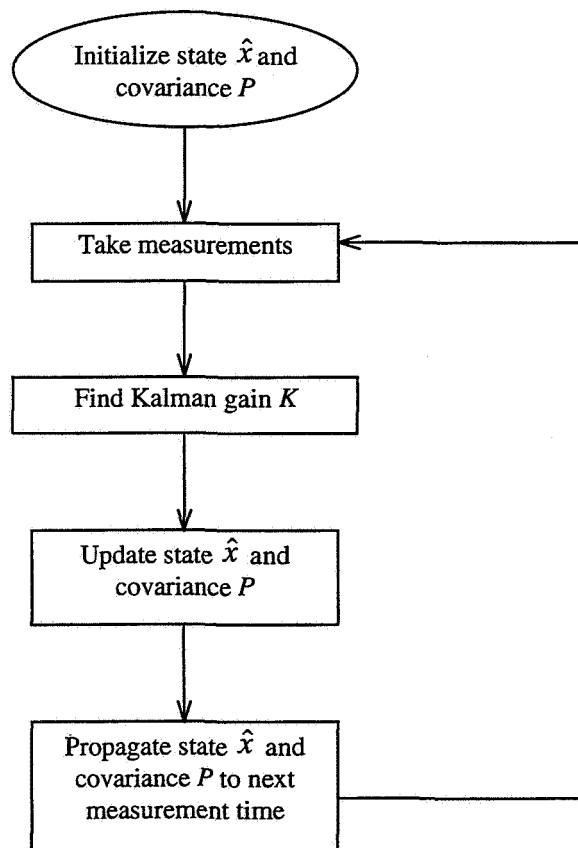 Initialize state x̂ and
covariance P
Take measurements
Find Kalman gain K
Update state x̂ and
covariance P
Propagate state x̂ and
covariance P to next
measurement time